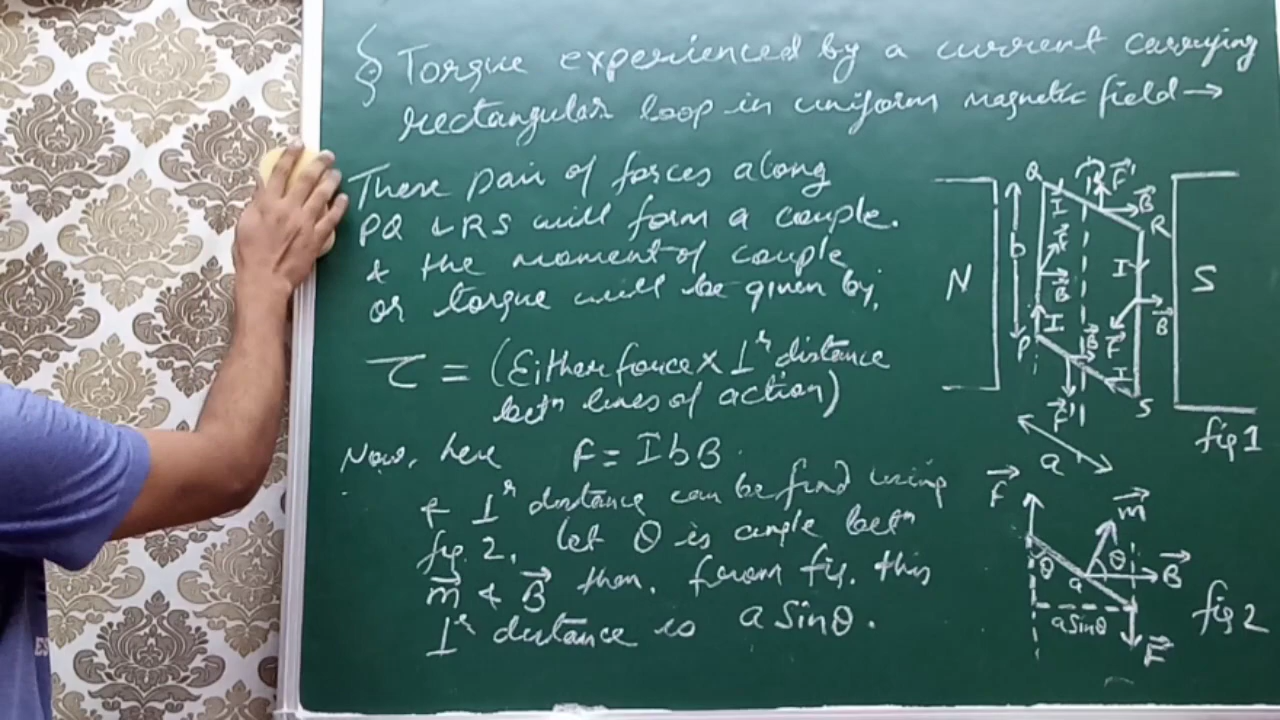 § Torque experienced by a current carrying
rectangular loop in uniform magnetic field →
These pair of forces along
PQ & RS will form a couple.
& the moment of couple
or torque will be given by,
τ = (Either force × ⊥ʳ distance
betⁿ lines of action)
Now, here F = IbB.
& ⊥ʳ distance can be find using
fig. 2, let θ is angle betⁿ
m⃗ & B⃗ then, from fig. this
⊥ʳ distance is a Sinθ.
Q I F⃗' B⃗
R
b F⃗ I
N B⃗ S
I B⃗ F⃗ B⃗
P I
F⃗' S
a fig 1
F⃗ m⃗
θ a θ B⃗
a Sinθ fig 2
F⃗
ES